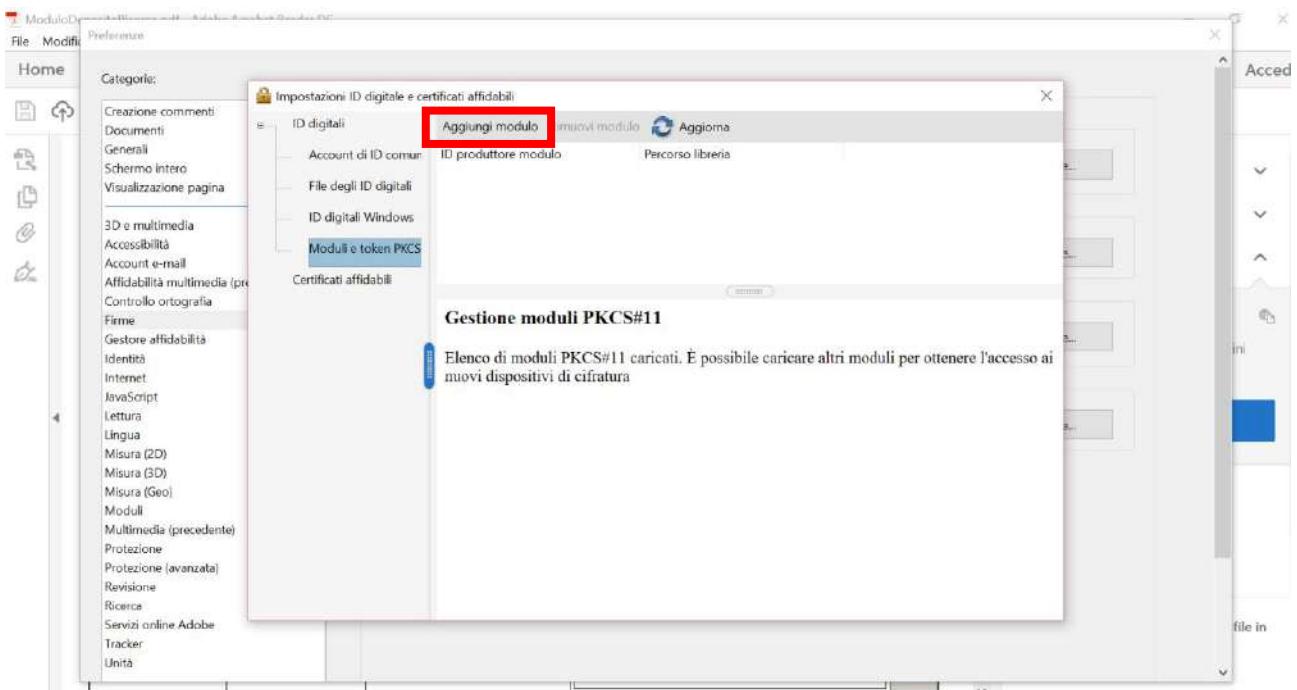 File Modific
Preferenze
Home
Acced
Categorie:
Creazione commenti
Documenti
Generali
Schermo intero
Visualizzazione pagina
3D e multimedia
Accessibilità
Account e-mail
Affidabilità multimedia (pre
Controllo ortografia
Firme
Gestore affidabilità
Identità
Internet
JavaScript
Lettura
Lingua
Misura (2D)
Misura (3D)
Misura (Geo)
Moduli
Multimedia (precedente)
Protezione
Protezione (avanzata)
Revisione
Ricerca
Servizi online Adobe
Tracker
Unità
Impostazioni ID digitale e certificati affidabili
ID digitali
Account di ID comun
File degli ID digitali
ID digitali Windows
Moduli e token PKCS
Certificati affidabili
Aggiungi modulo muovi modulo Aggiorna
ID produttore modulo Percorso libreria
Gestione moduli PKCS#11
Elenco di moduli PKCS#11 caricati. È possibile caricare altri moduli per ottenere l'accesso ai
nuovi dispositivi di cifratura
ini
file in